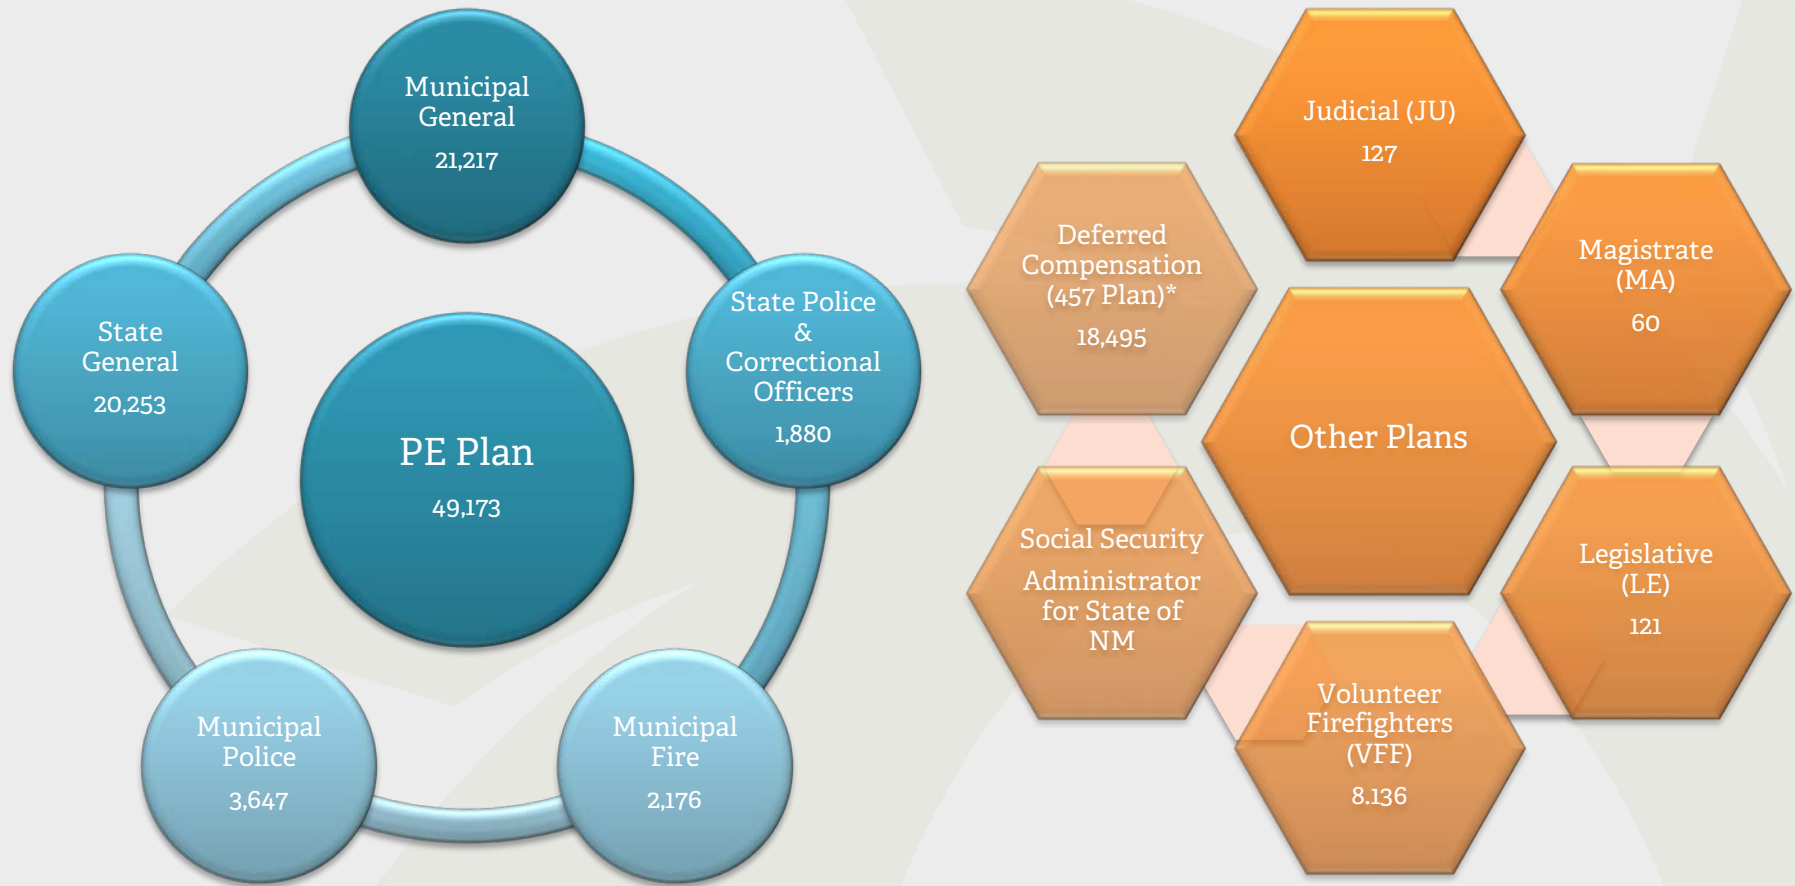 Municipal
General
21,217
State Police
&
Correctional
Officers
1,880
Municipal
Fire
2,176
Municipal
Police
3,647
State
General
20,253
PE Plan
49,173
Judicial (JU)
127
Magistrate
(MA)
60
Legislative
(LE)
121
Volunteer
Firefighters
(VFF)
8.136
Social Security
Administrator
for State of
NM
Deferred
Compensation
(457 Plan)*
18,495
Other Plans